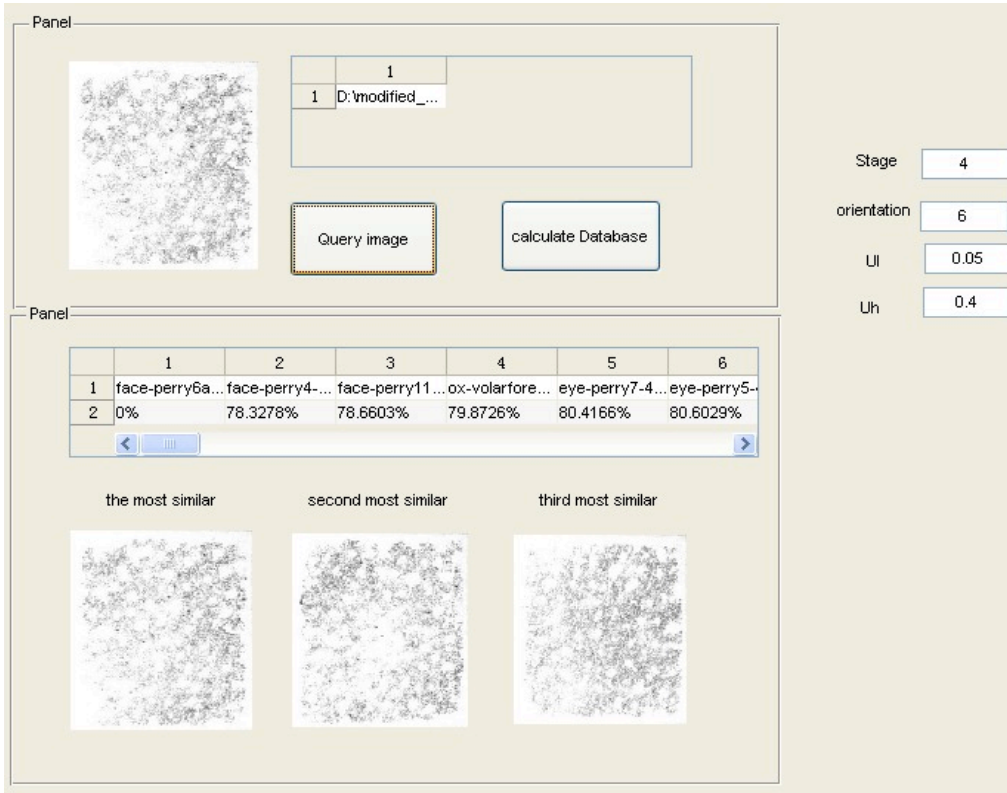 Panel
1
1 D:\modified_...
Query image
calculate Database
Stage 4
orientation 6
Ul 0.05
Uh 0.4
Panel
1 2 3 4 5 6
1 face-perry6a... face-perry4-... face-perry11... ox-volarfore... eye-perry7-4... eye-perry5-
2 0% 78.3278% 78.6603% 79.8726% 80.4166% 80.6029%
the most similar
second most similar
third most similar